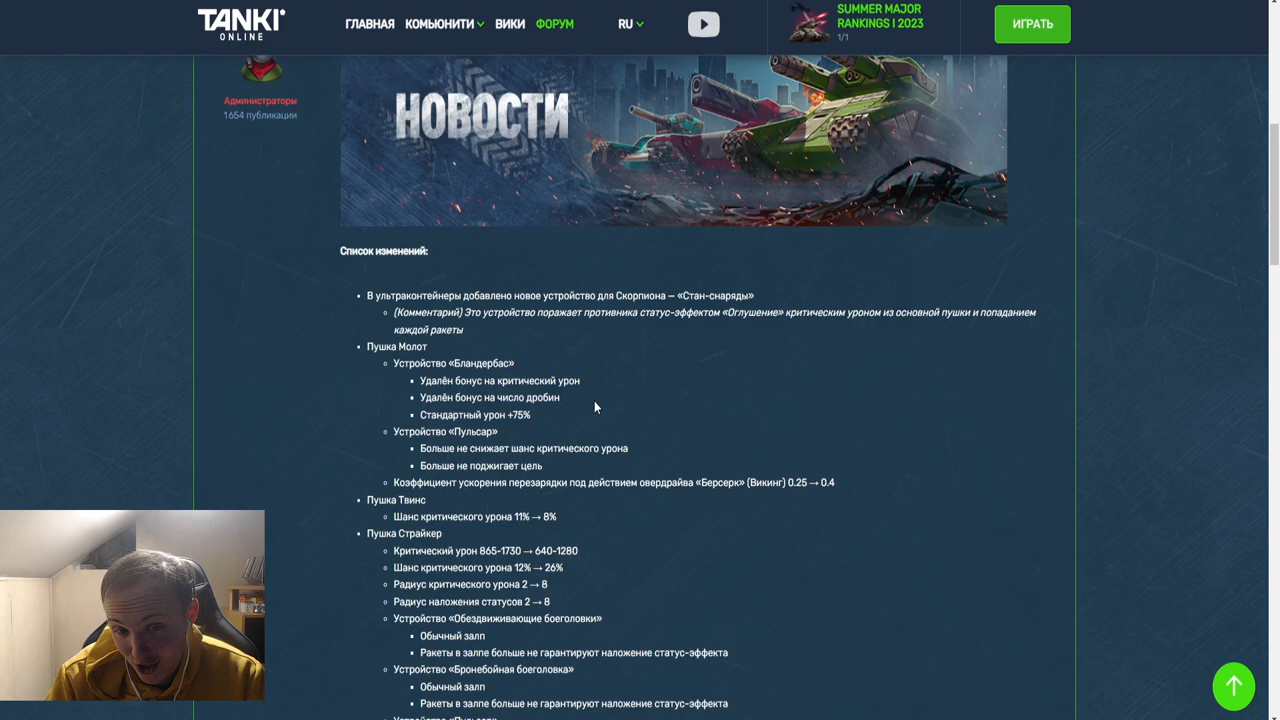 TANKI
ONLINE
ГЛАВНАЯ
КОМЬЮНИТИ
ВИКИ
ФОРУМ
RU
SUMMER MAJOR
RANKINGS I 2023
1/1
ИГРАТЬ
Администраторы
1654 публикации
НОВОСТИ
Список изменений:
В ультраконтейнеры добавлено новое устройство для Скорпиона – «Стан-снаряды»
(Комментарий) Это устройство поражает противника статус-эффектом «Оглушение» критическим уроном из основной пушки и попаданием
каждой ракеты
Пушка Молот
Устройство «Бландербас»
Удалён бонус на критический урон
Удалён бонус на число дробин
Стандартный урон +75%
Устройство «Пульсар»
Больше не снижает шанс критического урона
Больше не поджигает цель
Коэффициент ускорения перезарядки под действием овердрайва «Берсерк» (Викинг) 0.25 → 0.4
Пушка Твинс
Шанс критического урона 11% → 8%
Пушка Страйкер
Критический урон 865-1730 → 640-1280
Шанс критического урона 12% → 26%
Радиус критического урона 2 → 8
Радиус наложения статусов 2 → 8
Устройство «Обездвиживающие боеголовки»
Обычный залп
Ракеты в залпе больше не гарантируют наложение статус-эффекта
Устройство «Бронебойная боеголовка»
Обычный залп
Ракеты в залпе больше не гарантируют наложение статус-эффекта
Устройство «Пульсар»